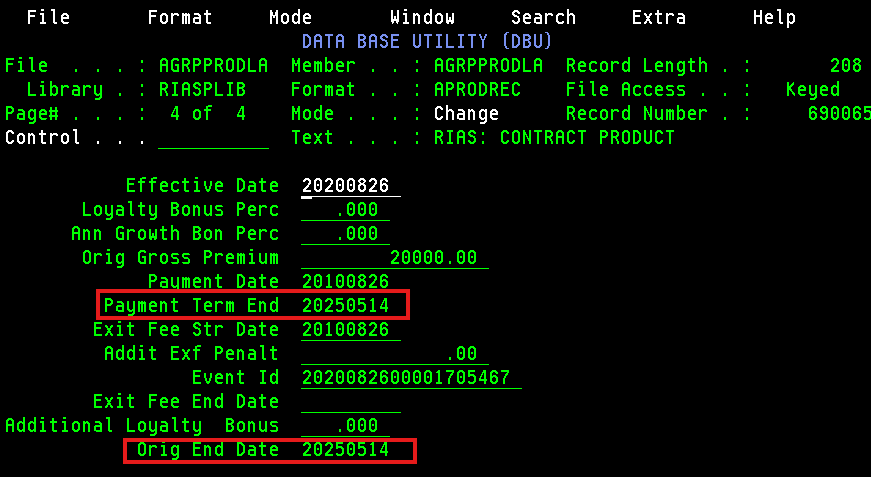 File Format Mode Window Search Extra Help
DATA BASE UTILITY (DBU)
File . . . : AGRPPRODLA Member . . : AGRPPRODLA Record Length . : 208
Library . : RIASPLIB Format . . : APRODREC File Access . . : Keyed
Page# . . . : 4 of 4 Mode . . . : Change Record Number . : 690065
Control . . . Text . . . : RIAS: CONTRACT PRODUCT
Effective Date 20200826
Loyalty Bonus Perc .000
Ann Growth Bon Perc .000
Orig Gross Premium 20000.00
Payment Date 20100826
Payment Term End 20250514
Exit Fee Str Date 20100826
Addit Exf Penalt .00
Event Id 2020082600001705467
Exit Fee End Date
Additional Loyalty Bonus .000
Orig End Date 20250514